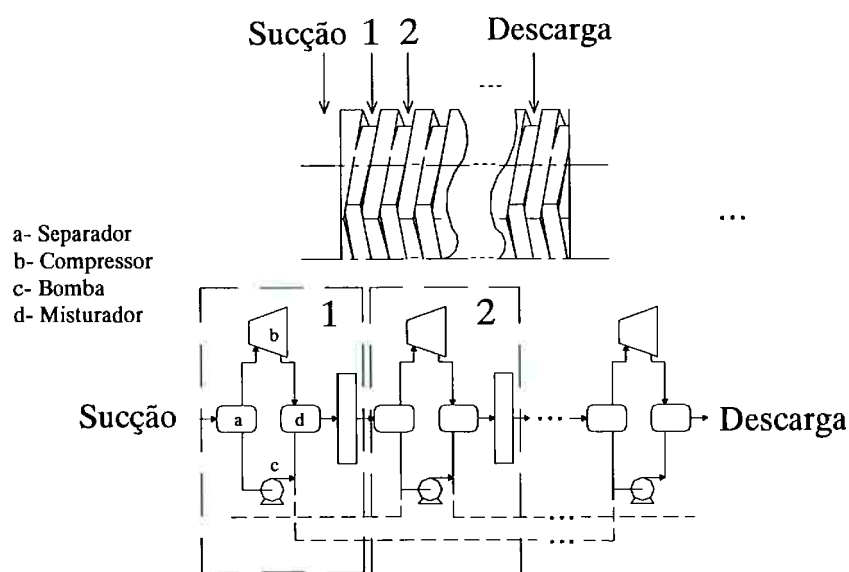 Sucção 1 2 Descarga
...
a- Separador
b- Compressor
c- Bomba
d- Misturador
...
1 2
b
Sucção a d ... Descarga
c
...
...